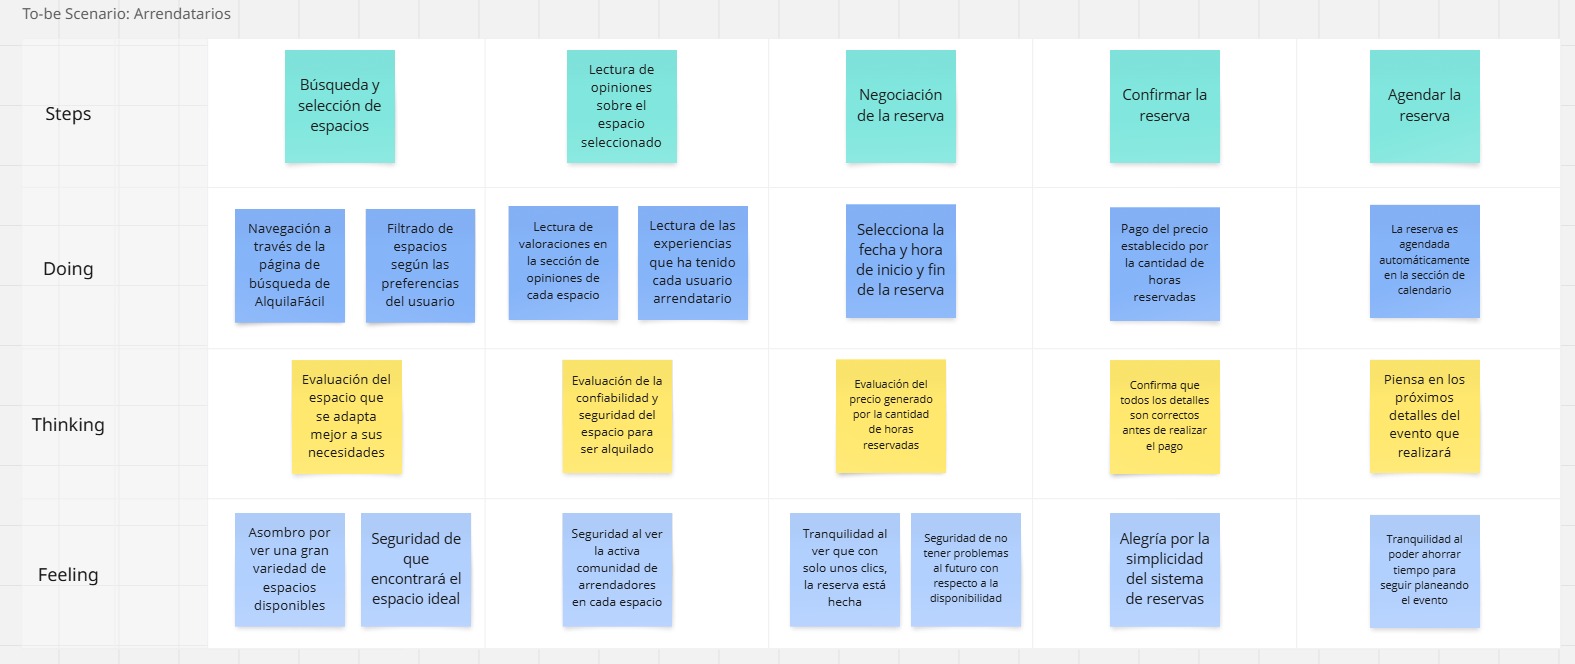 To-be Scenario: Arrendatarios
Steps
Búsqueda y
selección de
espacios
Lectura de
opiniones
sobre el
espacio
seleccionado
Negociación
de la reserva
Confirmar la
reserva
Agendar la
reserva
Doing
Navegación a
través de la
página de
búsqueda de
AlquilaFácil
Filtrado de
espacios
según las
preferencias
del usuario
Lectura de
valoraciones en
la sección de
opiniones de
cada espacio
Lectura de las
experiencias
que ha tenido
cada usuario
arrendatario
Selecciona la
fecha y hora
de inicio y fin
de la reserva
Pago del precio
establecido por
la cantidad de
horas
reservadas
La reserva es
agendada
automáticamente
en la sección de
calendario
Thinking
Evaluación del
espacio que
se adapta
mejor a sus
necesidades
Evaluación de la
confiabilidad y
seguridad del
espacio para
ser alquilado
Evaluación del
precio generado
por la cantidad
de horas
reservadas
Confirma que
todos los detalles
son correctos
antes de realizar
el pago
Piensa en los
próximos
detalles del
evento que
realizará
Feeling
Asombro por
ver una gran
variedad de
espacios
disponibles
Seguridad de
que
encontrará el
espacio ideal
Seguridad al ver
la activa
comunidad de
arrendadores
en cada espacio
Tranquilidad al
ver que con
solo unos clics,
la reserva está
hecha
Seguridad de no
tener problemas
al futuro con
respecto a la
disponibilidad
Alegría por la
simplicidad
del sistema
de reservas
Tranquilidad al
poder ahorrar
tiempo para
seguir planeando
el evento